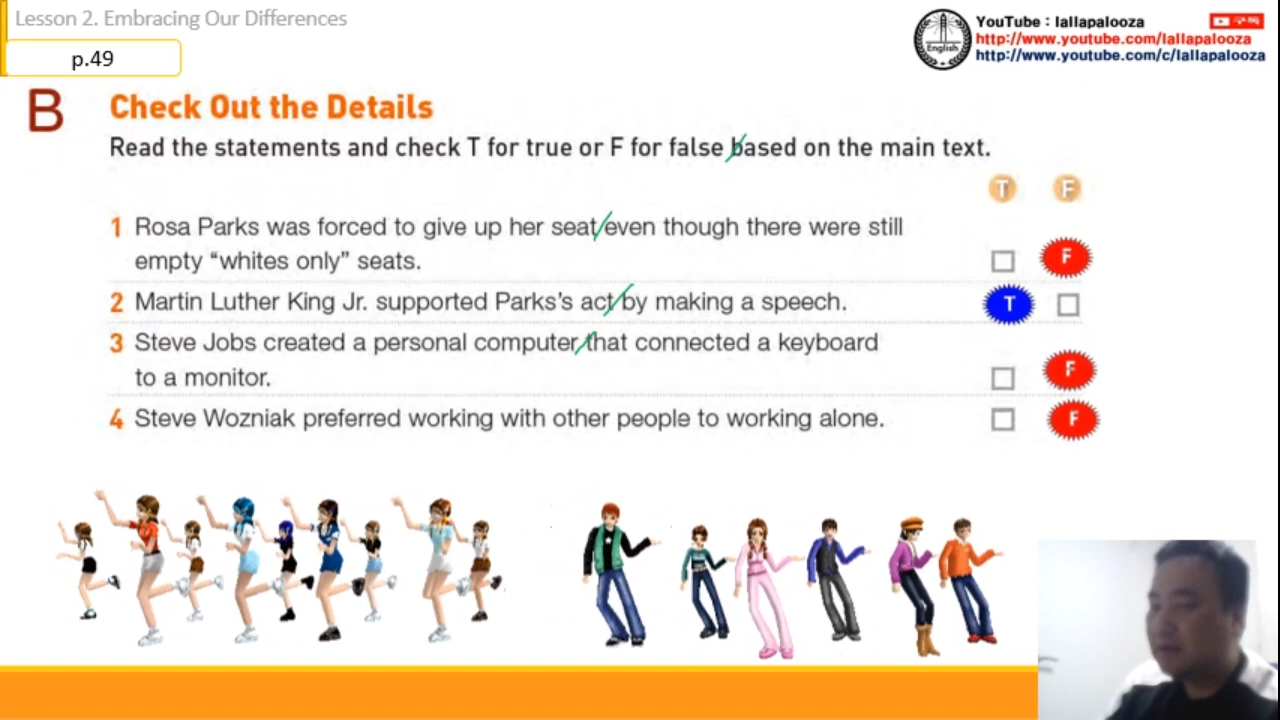 Lesson 2. Embracing Our Differences
p.49
English
YouTube : lallapalooza
구독
http://www.youtube.com/lallapalooza
http://www.youtube.com/c/lallapalooza
B
Check Out the Details
Read the statements and check T for true or F for false based on the main text.
T F
1 Rosa Parks was forced to give up her seat even though there were still
empty “whites only” seats.
F
2 Martin Luther King Jr. supported Parks’s act by making a speech.
T
3 Steve Jobs created a personal computer that connected a keyboard
to a monitor.
F
4 Steve Wozniak preferred working with other people to working alone.
F